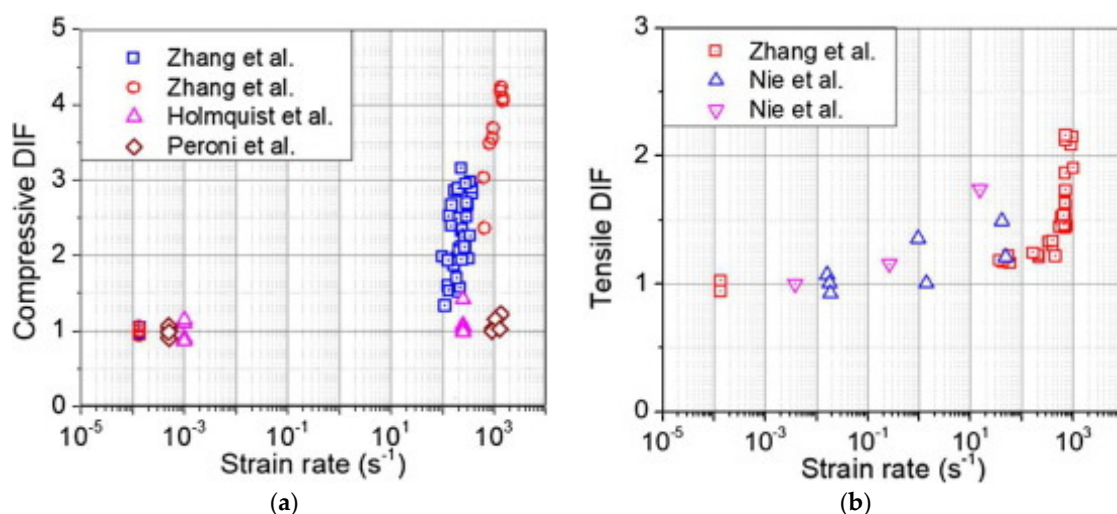 5
4
3
2
1
0
Compressive DIF
Zhang et al.
Zhang et al.
Holmquist et al.
Peroni et al.
10⁻⁵ 10⁻³ 10⁻¹ 10¹ 10³
Strain rate (s⁻¹)
(a)
3
2
1
0
Tensile DIF
Zhang et al.
Nie et al.
Nie et al.
10⁻⁵ 10⁻³ 10⁻¹ 10¹ 10³
Strain rate (s⁻¹)
(b)